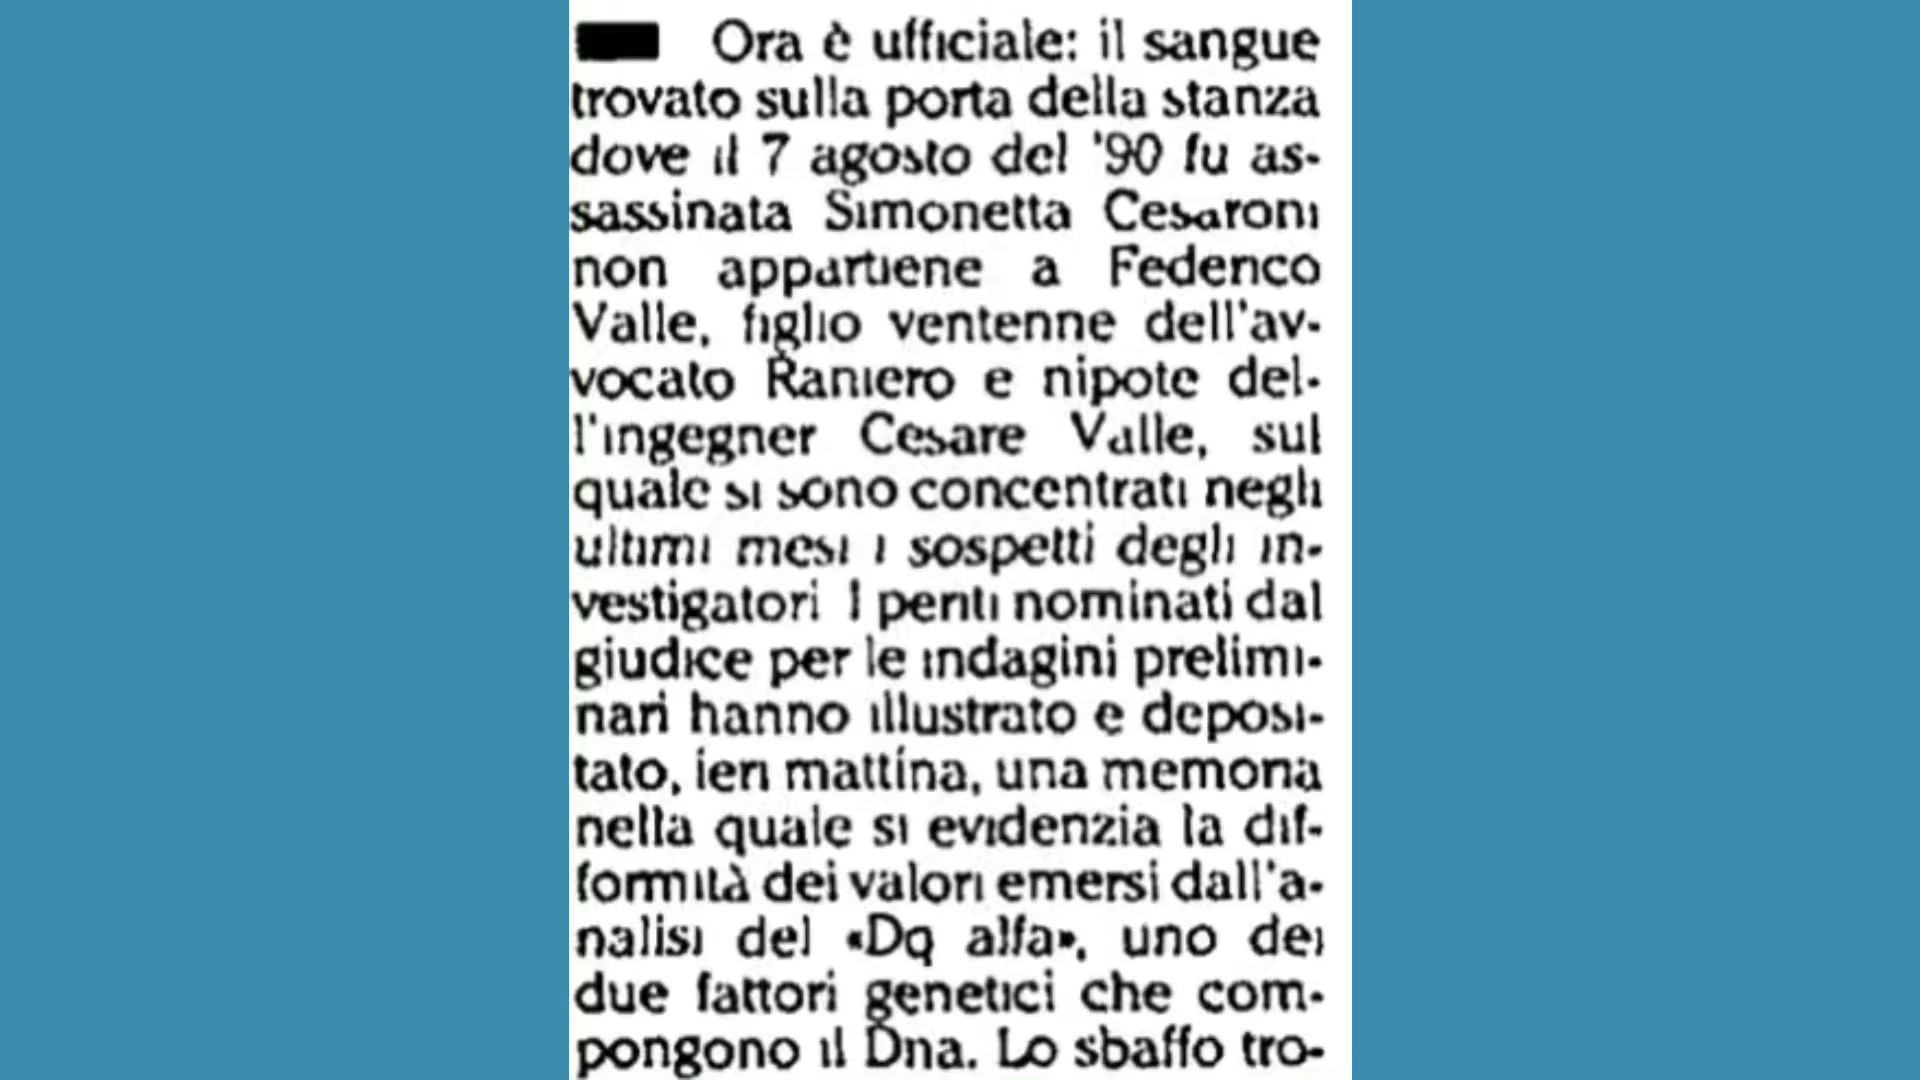 Ora è ufficiale: il sangue
trovato sulla porta della stanza
dove il 7 agosto del '90 fu as-
sassinata Simonetta Cesaroni
non appartiene a Federico
Valle, figlio ventenne dell'av-
vocato Raniero e nipote del-
l'ingegner Cesare Valle, sul
quale si sono concentrati negli
ultimi mesi i sospetti degli in-
vestigatori I periti nominati dal
giudice per le indagini prelimi-
nari hanno illustrato e deposi-
tato, ieri mattina, una memoria
nella quale si evidenzia la dif-
formità dei valori emersi dall'a-
nalisi del «Dq alfa», uno dei
due fattori genetici che com-
pongono il Dna. Lo sbaffo tro-